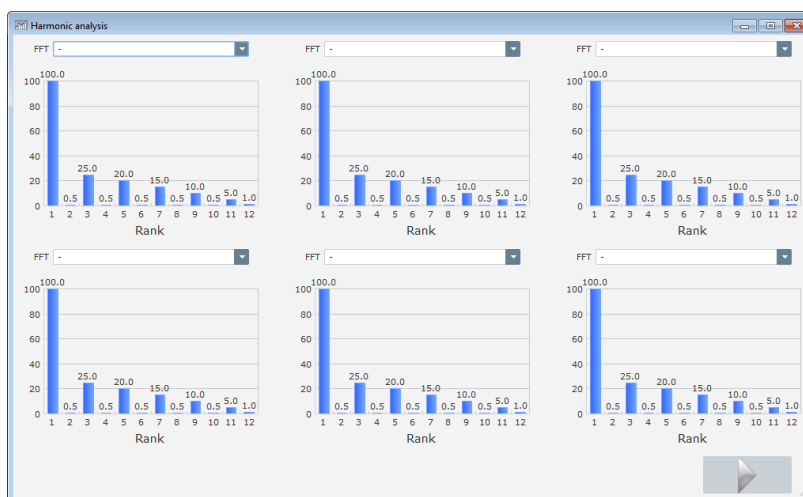 Harmonic analysis
FFT - FFT - FFT -
100.0 100.0 100.0
100 100 100
80 80 80
60 60 60
40 40 40
25.0 20.0 15.0 10.0 5.0 1.0 25.0 20.0 15.0 10.0 5.0 1.0 25.0 20.0 15.0 10.0 5.0 1.0
20 20 20
0.5 0.5 0.5 0.5 0.5 0.5 0.5 0.5 0.5 0.5 0.5 0.5 0.5 0.5 0.5
0 0 0
1 2 3 4 5 6 7 8 9 10 11 12 1 2 3 4 5 6 7 8 9 10 11 12 1 2 3 4 5 6 7 8 9 10 11 12
Rank Rank Rank
FFT - FFT - FFT -
100.0 100.0 100.0
100 100 100
80 80 80
60 60 60
40 40 40
25.0 20.0 15.0 10.0 5.0 1.0 25.0 20.0 15.0 10.0 5.0 1.0 25.0 20.0 15.0 10.0 5.0 1.0
20 20 20
0.5 0.5 0.5 0.5 0.5 0.5 0.5 0.5 0.5 0.5 0.5 0.5 0.5 0.5 0.5
0 0 0
1 2 3 4 5 6 7 8 9 10 11 12 1 2 3 4 5 6 7 8 9 10 11 12 1 2 3 4 5 6 7 8 9 10 11 12
Rank Rank Rank